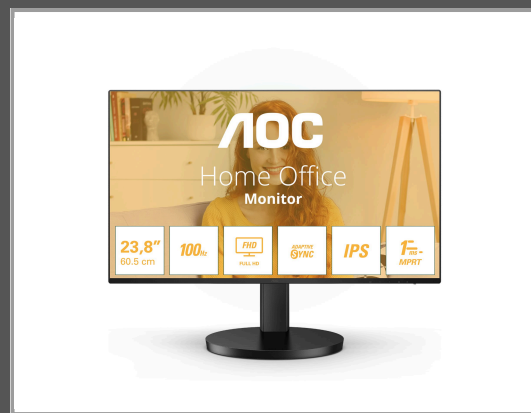 AOC
Home Office
Monitor
23,8″
60.5 cm
100Hz
FHD
FULL HD
ADAPTIVE
SYNC
IPS
1ms
MPRT